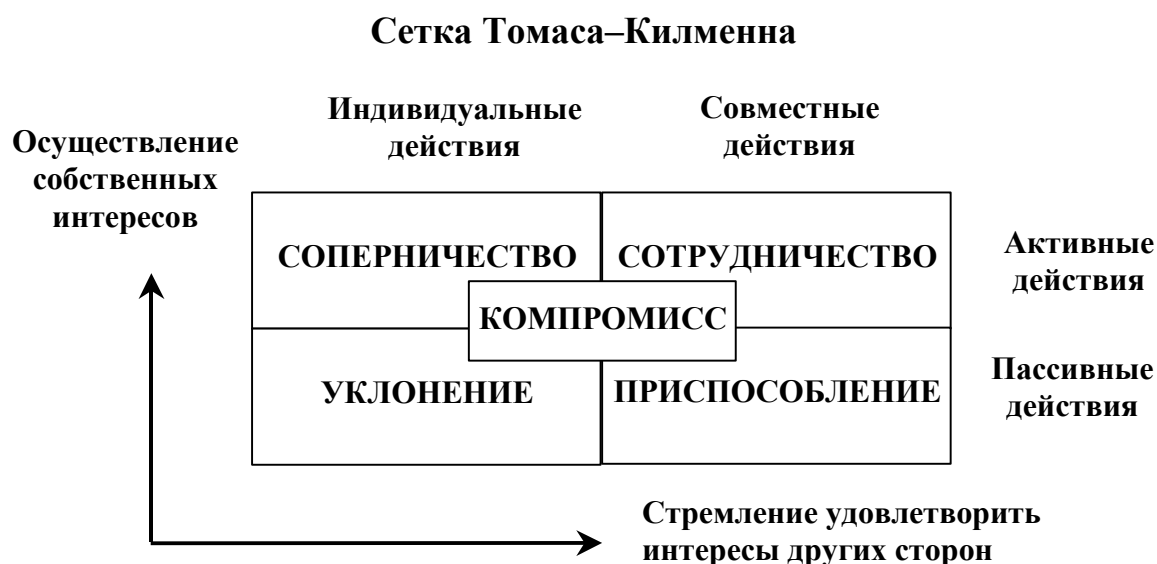 Сетка Томаса–Килменна
Индивидуальные
действия
Совместные
действия
Осуществление
собственных
интересов
СОПЕРНИЧЕСТВО
СОТРУДНИЧЕСТВО
Активные
действия
КОМПРОМИСС
УКЛОНЕНИЕ
ПРИСПОСОБЛЕНИЕ
Пассивные
действия
Стремление удовлетворить
интересы других сторон